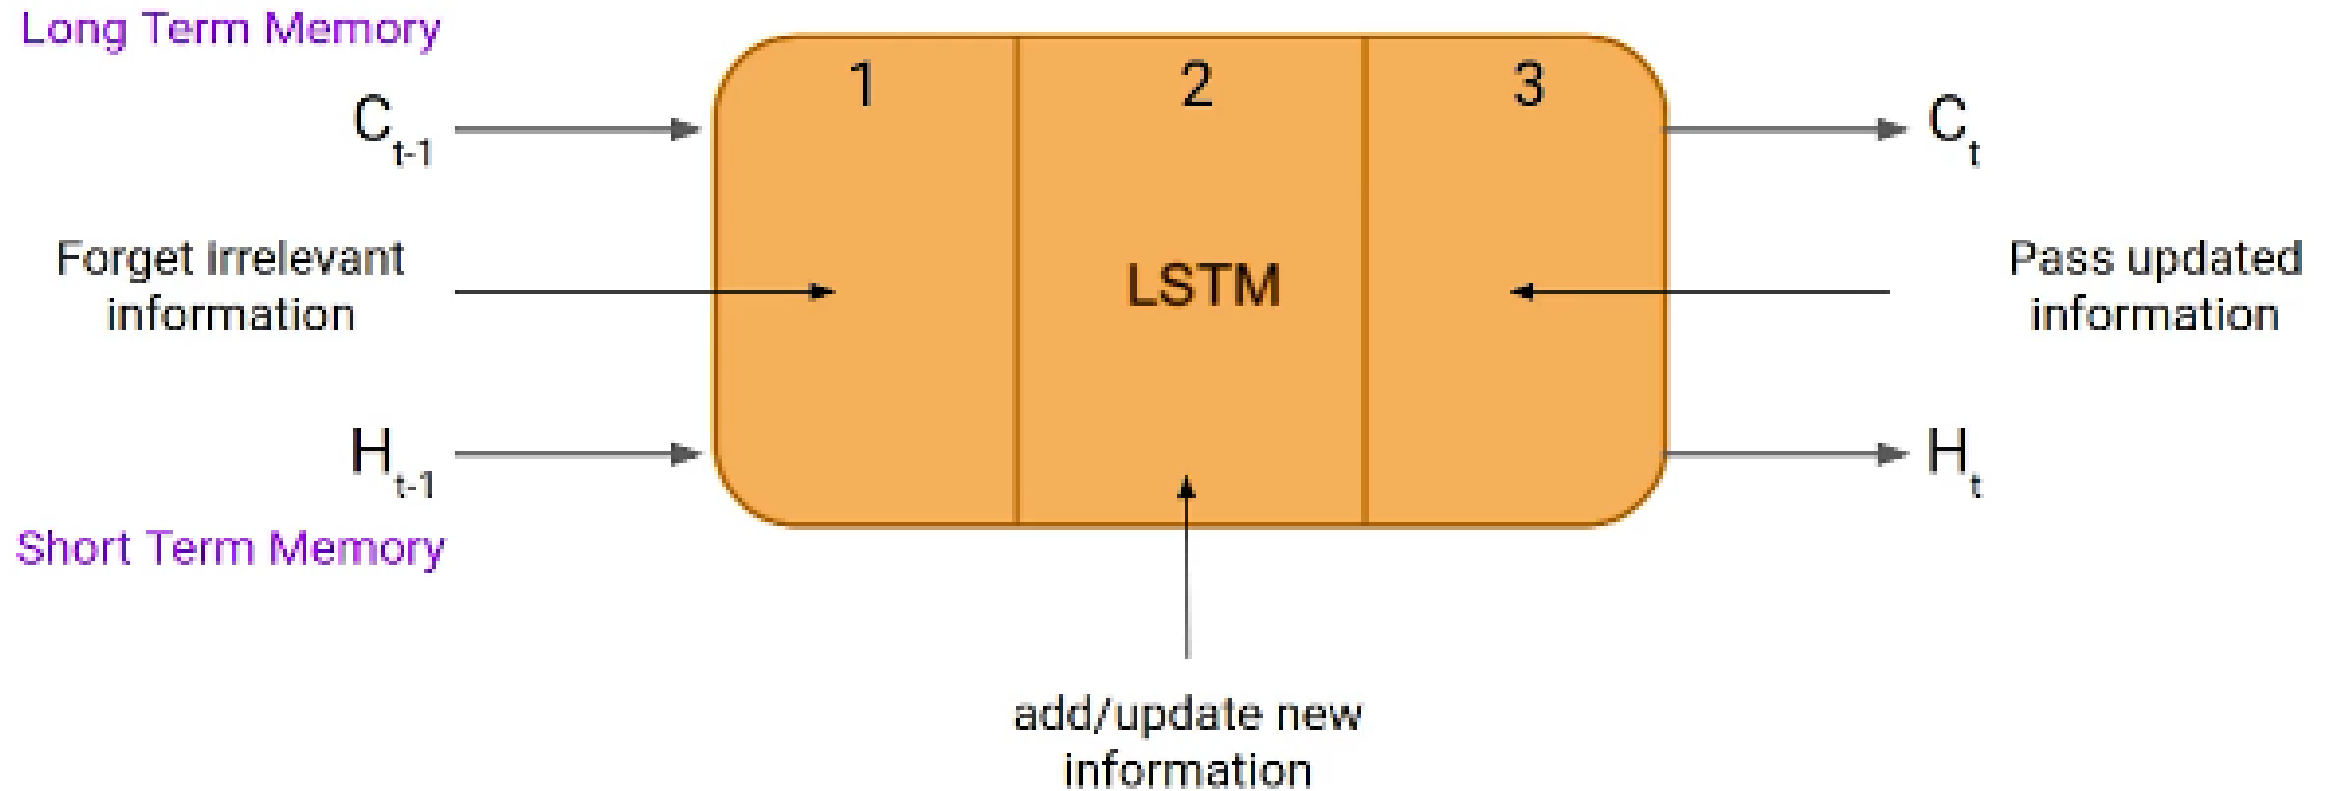 Long Term Memory
1 2 3
C t-1
C t
Forget irrelevant
information
LSTM
Pass updated
information
H t-1
H t
Short Term Memory
add/update new
information